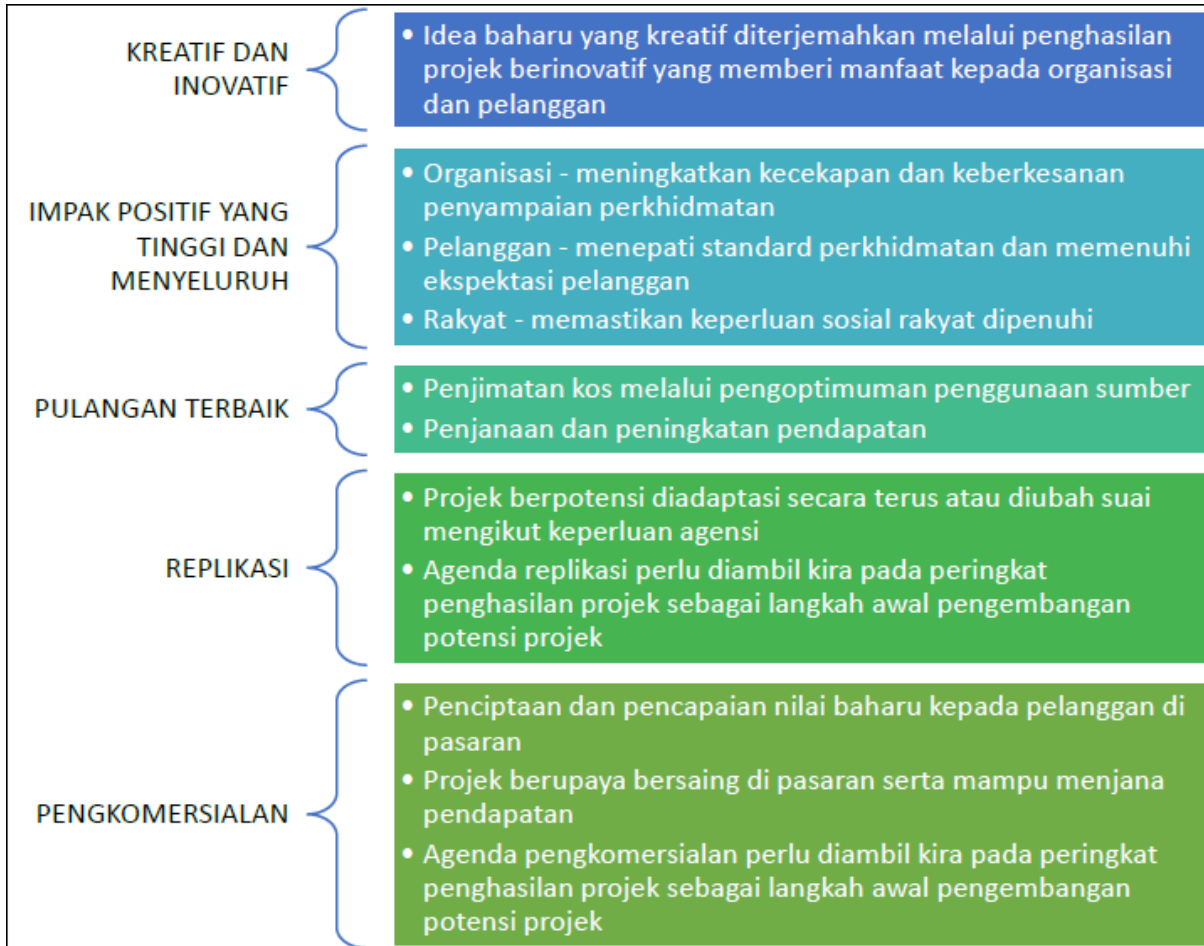 KREATIF DAN
INOVATIF
• Idea baharu yang kreatif diterjemahkan melalui penghasilan
projek berinovatif yang memberi manfaat kepada organisasi
dan pelanggan
IMPAK POSITIF YANG
TINGGI DAN
MENYELURUH
• Organisasi - meningkatkan kecekapan dan keberkesanan
penyampaian perkhidmatan
• Pelanggan - menepati standard perkhidmatan dan memenuhi
ekspektasi pelanggan
• Rakyat - memastikan keperluan sosial rakyat dipenuhi
PULANGAN TERBAIK
• Penjimatan kos melalui pengoptimuman penggunaan sumber
• Penjanaan dan peningkatan pendapatan
REPLIKASI
• Projek berpotensi diadaptasi secara terus atau diubah suai
mengikut keperluan agensi
• Agenda replikasi perlu diambil kira pada peringkat
penghasilan projek sebagai langkah awal pengembangan
potensi projek
PENGKOMERSIALAN
• Penciptaan dan pencapaian nilai baharu kepada pelanggan di
pasaran
• Projek berupaya bersaing di pasaran serta mampu menjana
pendapatan
• Agenda pengkomersialan perlu diambil kira pada peringkat
penghasilan projek sebagai langkah awal pengembangan
potensi projek